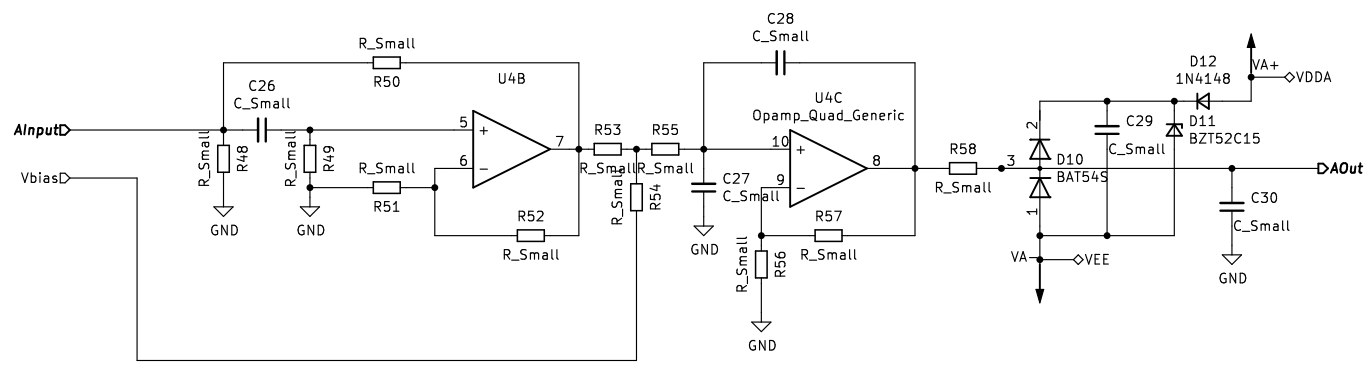 C28
C_Small
R_Small
R50
U4B
D12
1N4148
VA+
VDDA
C26
C_Small
U4C
Opamp_Quad_Generic
AInput
5
+
7
R53
R_Small
R55
R_Small
10
+
2
C29
C_Small
D11
BZT52C15
R_Small
R48
R_Small
R49
6
−
8
R58
R_Small
3
D10
BAT54S
AOut
Vbias
R_Small
R51
R_Small
R54
C27
C_Small
9
−
1
C30
C_Small
GND
GND
R52
R_Small
GND
R57
R_Small
R_Small
R56
VA−
VEE
GND
GND